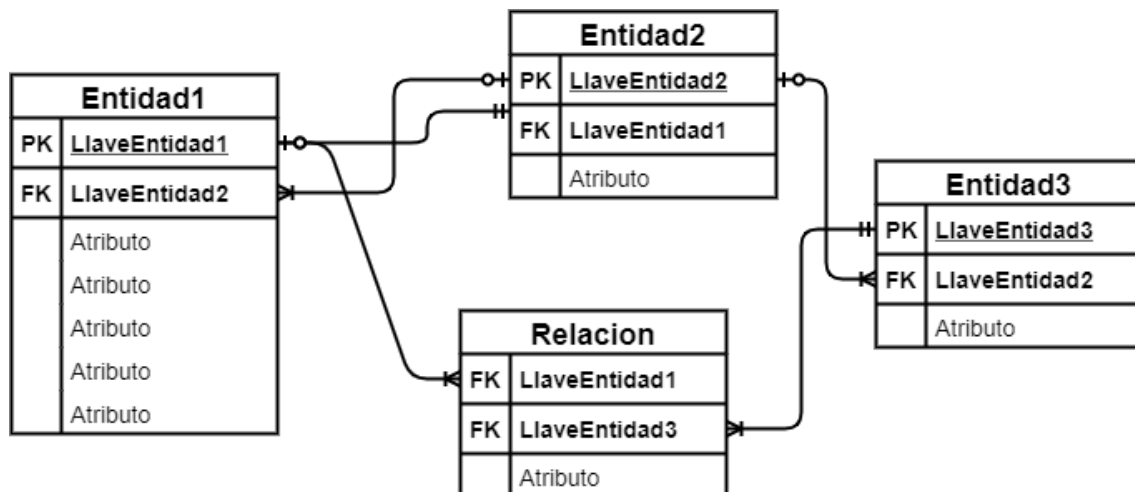 Entidad1
PK LlaveEntidad1
FK LlaveEntidad2
Atributo
Atributo
Atributo
Atributo
Atributo
Entidad2
PK LlaveEntidad2
FK LlaveEntidad1
Atributo
Relacion
FK LlaveEntidad1
FK LlaveEntidad3
Atributo
Entidad3
PK LlaveEntidad3
FK LlaveEntidad2
Atributo